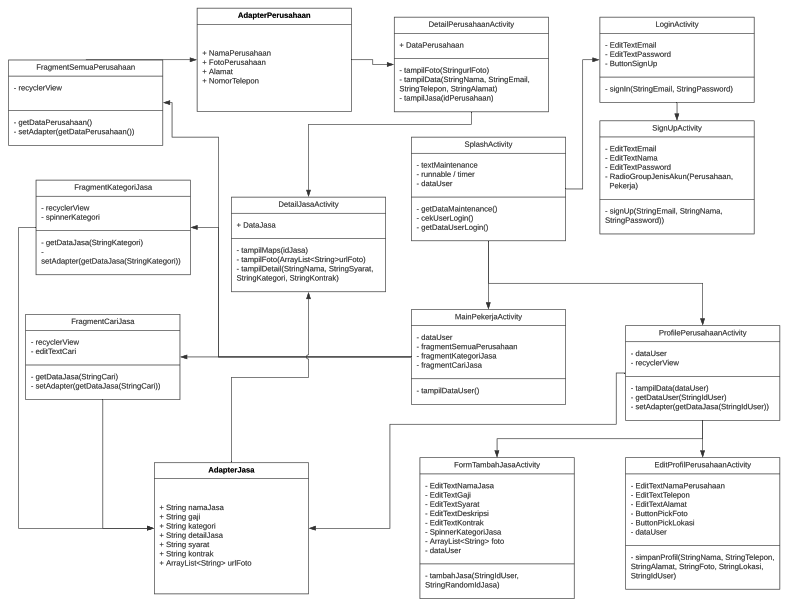 AdapterPerusahaan
+ NamaPerusahaan
+ FotoPerusahaan
+ Alamat
+ NomorTelepon
DetailPerusahaanActivity
+ DataPerusahaan
- tampilFoto(StringurlFoto)
- tampilData(StringNama, StringEmail,
StringTelepon, StringAlamat)
- tampilJasa(idPerusahaan)
LoginActivity
- EditTextEmail
- EditTextPassword
- ButtonSignUp
- signIn(StringEmail, StringPassword)
FragmentSemuaPerusahaan
- recyclerView
- getDataPerusahaan()
- setAdapter(getDataPerusahaan())
SignUpActivity
- EditTextEmail
- EditTextNama
- EditTextPassword
- RadioGroupJenisAkun(Perusahaan,
Pekerja)
- signUp(StringEmail, StringNama,
StringPassword))
SplashActivity
- textMaintenance
- runnable / timer
- dataUser
- getDataMaintenance()
- cekUserLogin()
- getDataUserLogin()
FragmentKategoriJasa
- recyclerView
- spinnerKategori
- getDataJasa(StringKategori)
-
setAdapter(getDataJasa(StringKategori))
DetailJasaActivity
+ DataJasa
- tampilMaps(idJasa)
- tampilFoto(ArrayList<String>urlFoto)
- tampilDetail(StringNama, StringSyarat,
StringKategori, StringKontrak)
FragmentCariJasa
- recyclerView
- editTextCari
- getDataJasa(StringCari)
- setAdapter(getDataJasa(StringCari))
MainPekerjaActivity
- dataUser
- fragmentSemuaPerusahaan
- fragmentKategoriJasa
- fragmentCariJasa
- tampilDataUser()
ProfilePerusahaanActivity
- dataUser
- recyclerView
- tampilData(dataUser)
- getDataUser(StringIdUser)
- setAdapter(getDataJasa(StringIdUser))
AdapterJasa
+ String namaJasa
+ String gaji
+ String kategori
+ String detailJasa
+ String syarat
+ String kontrak
+ ArrayList<String> urlFoto
FormTambahJasaActivity
- EditTextNamaJasa
- EditTextGaji
- EditTextSyarat
- EditTextDeskripsi
- EditTextKontrak
- SpinnerKategoriJasa
- ArrayList<String> foto
- dataUser
- tambahJasa(StringIdUser,
StringRandomIdJasa)
EditProfilPerusahaanActivity
- EditTextNamaPerusahaan
- EditTextTelepon
- EditTextAlamat
- ButtonPickFoto
- ButtonPickLokasi
- dataUser
- simpanProfil(StringNama, StringTelepon,
StringAlamat, StringFoto, StringLokasi,
StringIdUser)